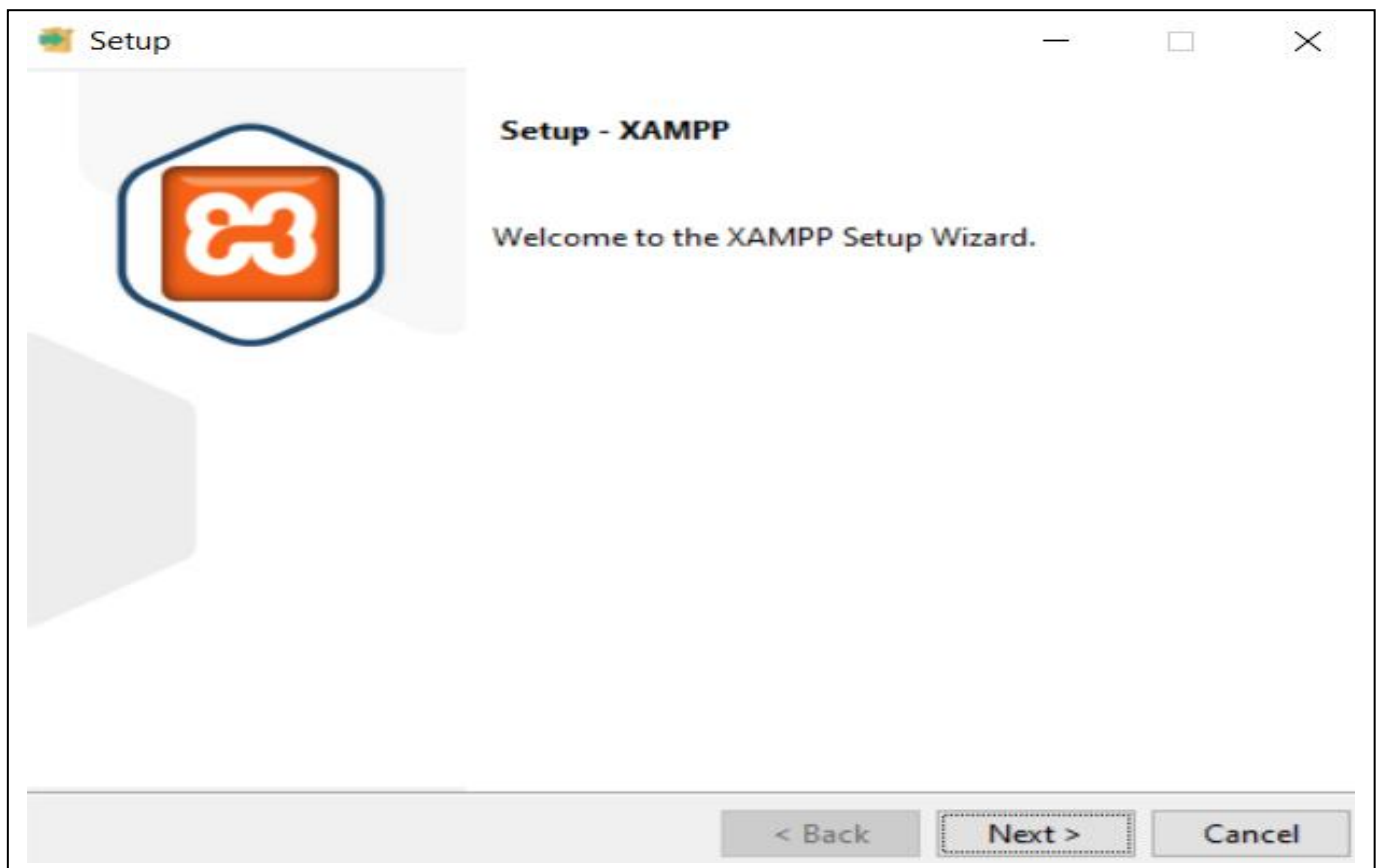 Setup
Setup - XAMPP
Welcome to the XAMPP Setup Wizard.
< Back
Next >
Cancel